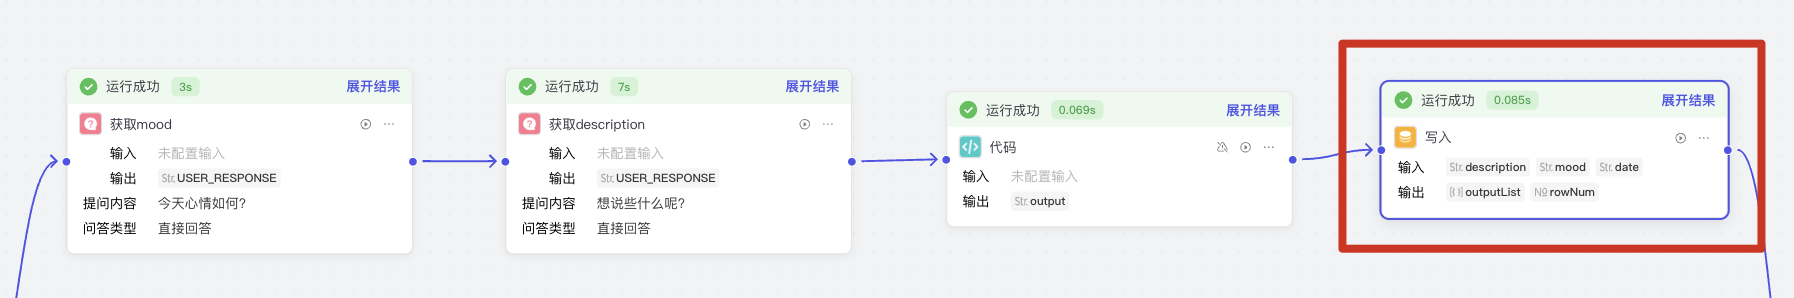 运行成功 3s 展开结果
获取mood
输入 未配置输入
输出 Str. USER_RESPONSE
提问内容 今天心情如何?
问答类型 直接回答
运行成功 7s 展开结果
获取description
输入 未配置输入
输出 Str. USER_RESPONSE
提问内容 想说些什么呢?
问答类型 直接回答
运行成功 0.069s 展开结果
代码
输入 未配置输入
输出 Str. output
运行成功 0.085s 展开结果
写入
输入 Str. description Str. mood Str. date
输出 [{}] outputList No rowNum